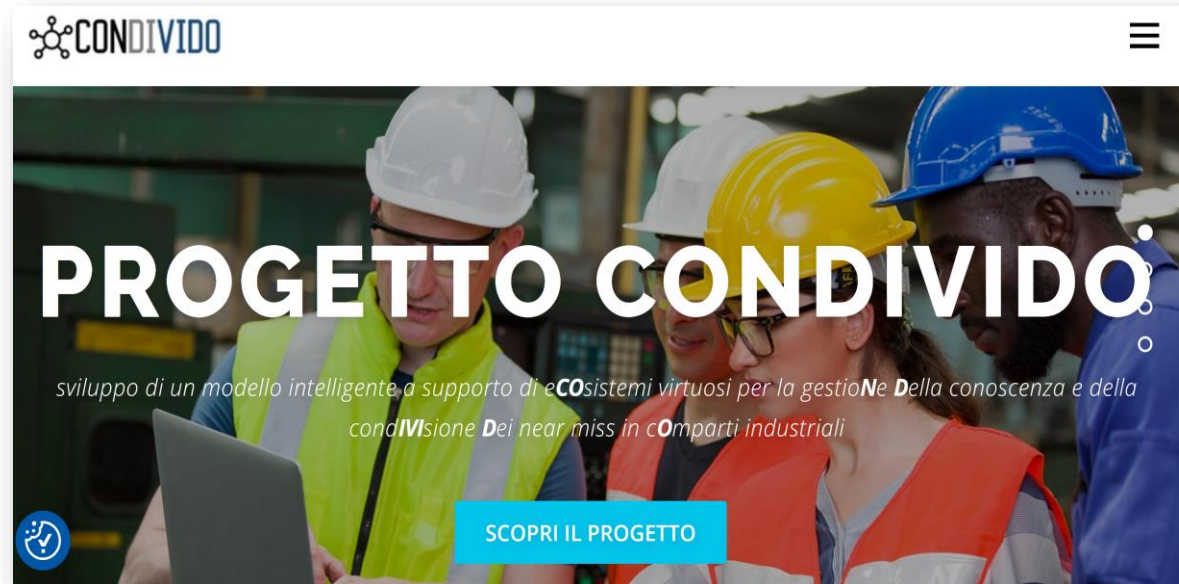 CONDIVIDO
PROGETTO CONDIVIDO
sviluppo di un modello intelligente a supporto di eCOsistemi virtuosi per la gestioNe Della conoscenza e della
condIVIsione Dei near miss in cOmparti industriali
SCOPRI IL PROGETTO